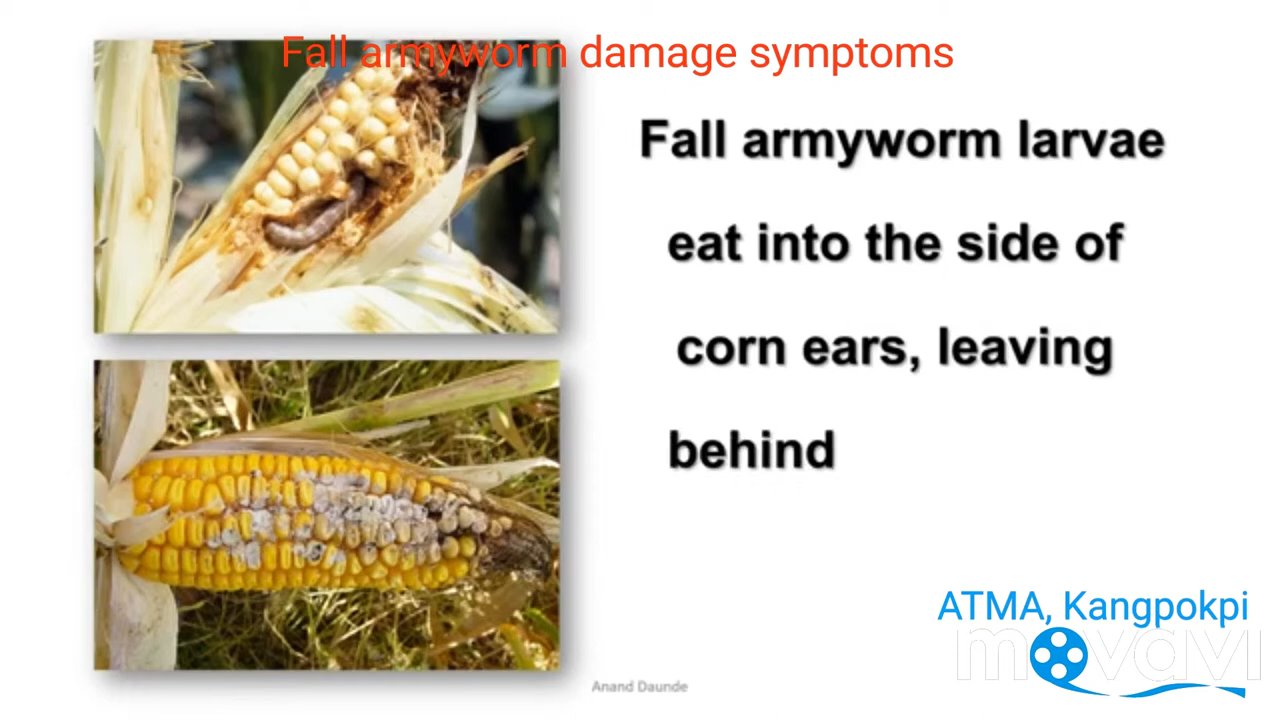 Fall armyworm damage symptoms
Fall armyworm larvae
eat into the side of
corn ears, leaving
behind
ATMA, Kangpokpi
movavi
Anand Daunde